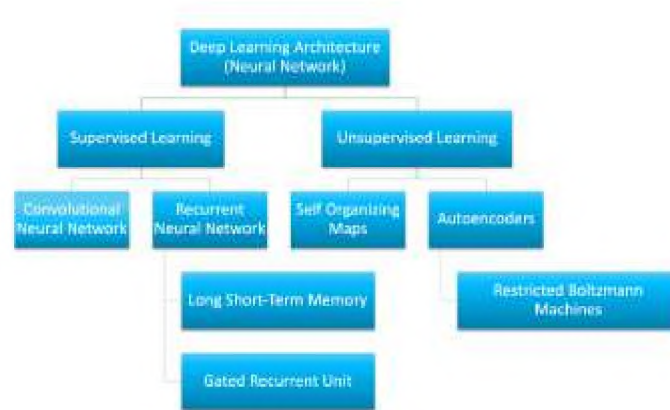 Deep Learning Architecture
(Neural Network)
Supervised Learning
Unsupervised Learning
Convolutional
Neural Network
Recurrent
Neural Network
Self Organizing
Maps
Autoencoders
Long Short-Term Memory
Restricted Boltzmann
Machines
Gated Recurrent Unit